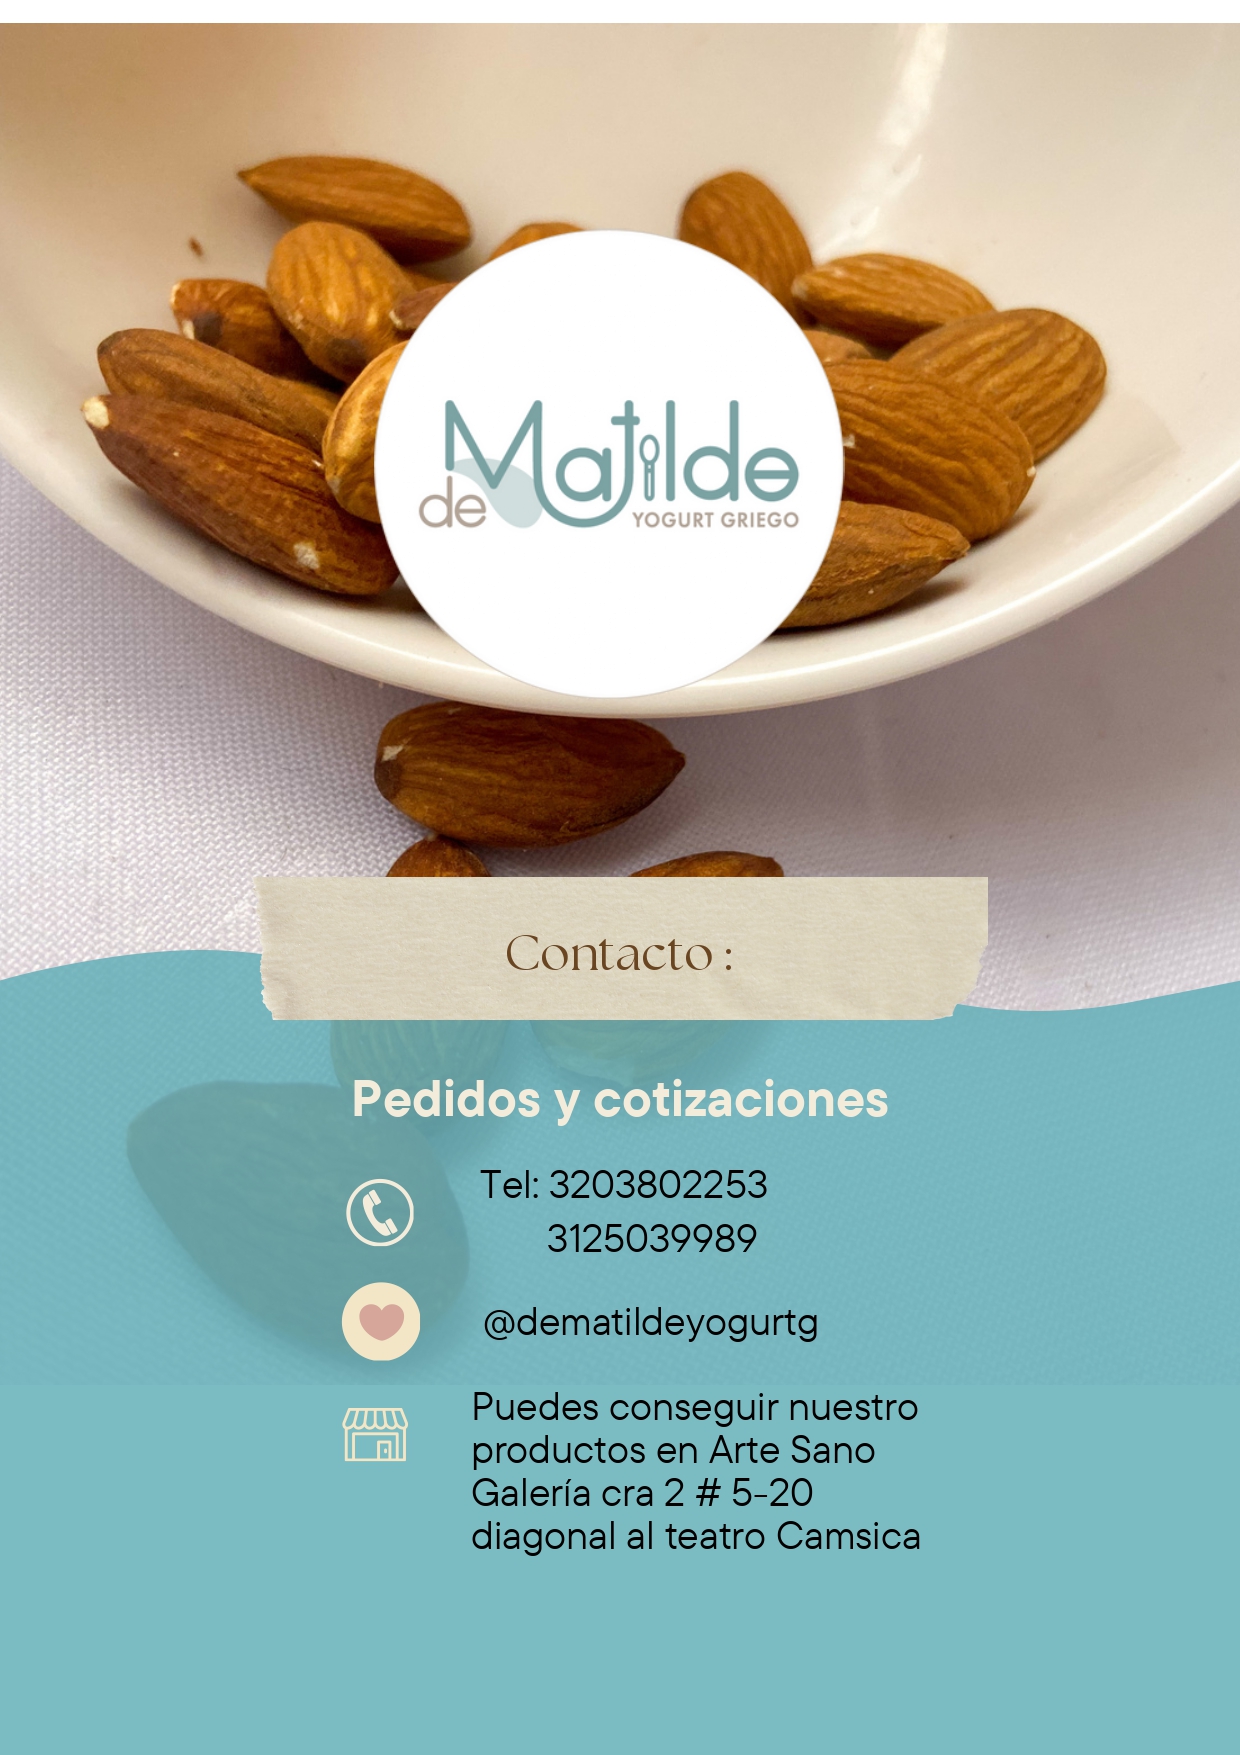 de Matilde
YOGURT GRIEGO
Contacto :
Pedidos y cotizaciones
Tel: 3203802253
3125039989
@dematildeyogurtg
Puedes conseguir nuestro
productos en Arte Sano
Galería cra 2 # 5-20
diagonal al teatro Camsica